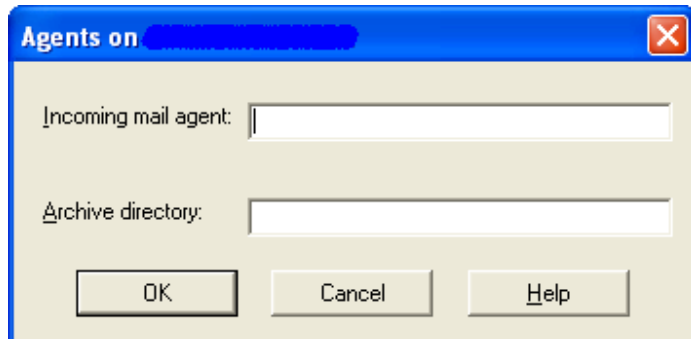 Agents on
Incoming mail agent:
Archive directory:
OK Cancel Help